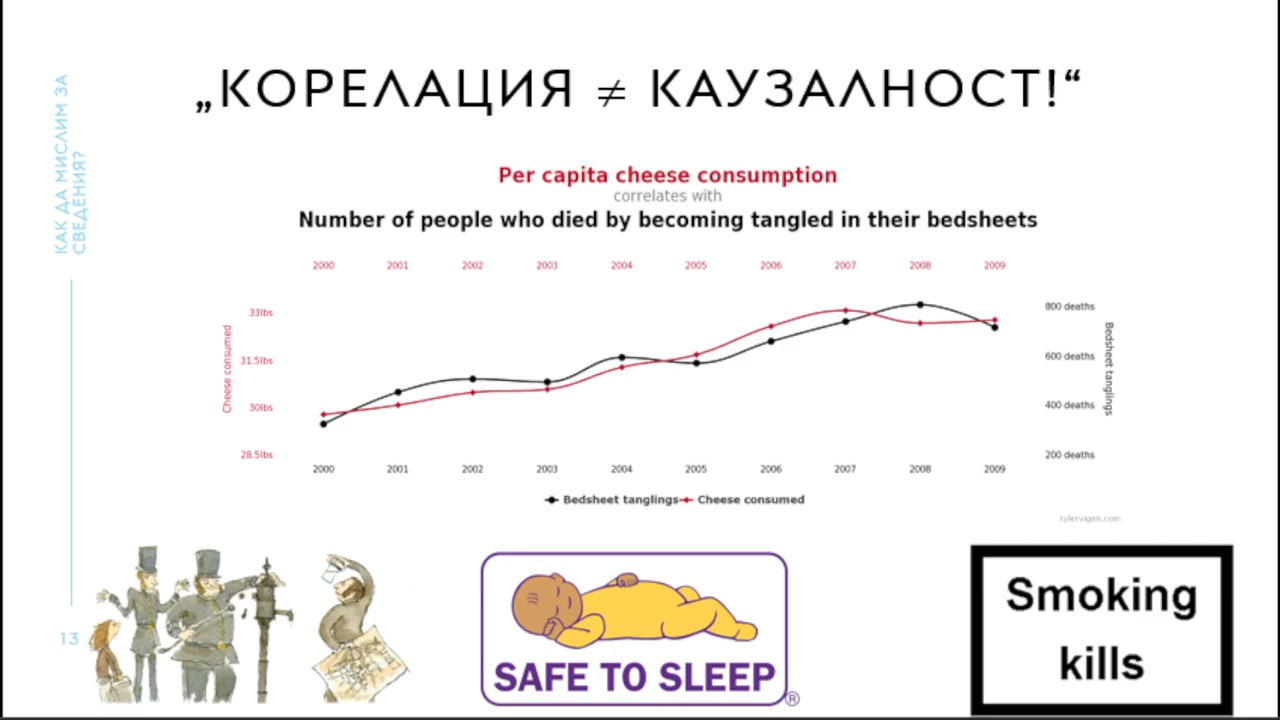 „КОРЕЛАЦИЯ ≠ КАУЗАЛНОСТ!“
КАК ДА МИСЛИМ ЗА
СВЕДЕНИЯ?
Per capita cheese consumption
correlates with
Number of people who died by becoming tangled in their bedsheets
2000 2001 2002 2003 2004 2005 2006 2007 2008 2009
Cheese consumed
33lbs
31.5lbs
30lbs
28.5lbs
800 deaths
600 deaths
400 deaths
200 deaths
Bedsheet tanglings
2000 2001 2002 2003 2004 2005 2006 2007 2008 2009
Bedsheet tanglings Cheese consumed
tylervigen.com
13
SAFE TO SLEEP
®
Smoking
kills